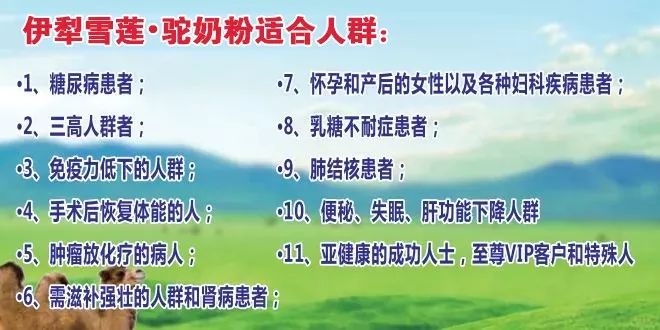 伊犁雪莲·驼奶粉适合人群：
·1、糖尿病患者；
·2、三高人群者；
·3、免疫力低下的人群；
·4、手术后恢复体能的人；
·5、肿瘤放化疗的病人；
·6、需滋补强壮的人群和肾病患者；
·7、怀孕和产后的女性以及各种妇科疾病患者；
·8、乳糖不耐症患者；
·9、肺结核患者；
·10、便秘、失眠、肝功能下降人群
·11、亚健康的成功人士，至尊VIP客户和特殊人